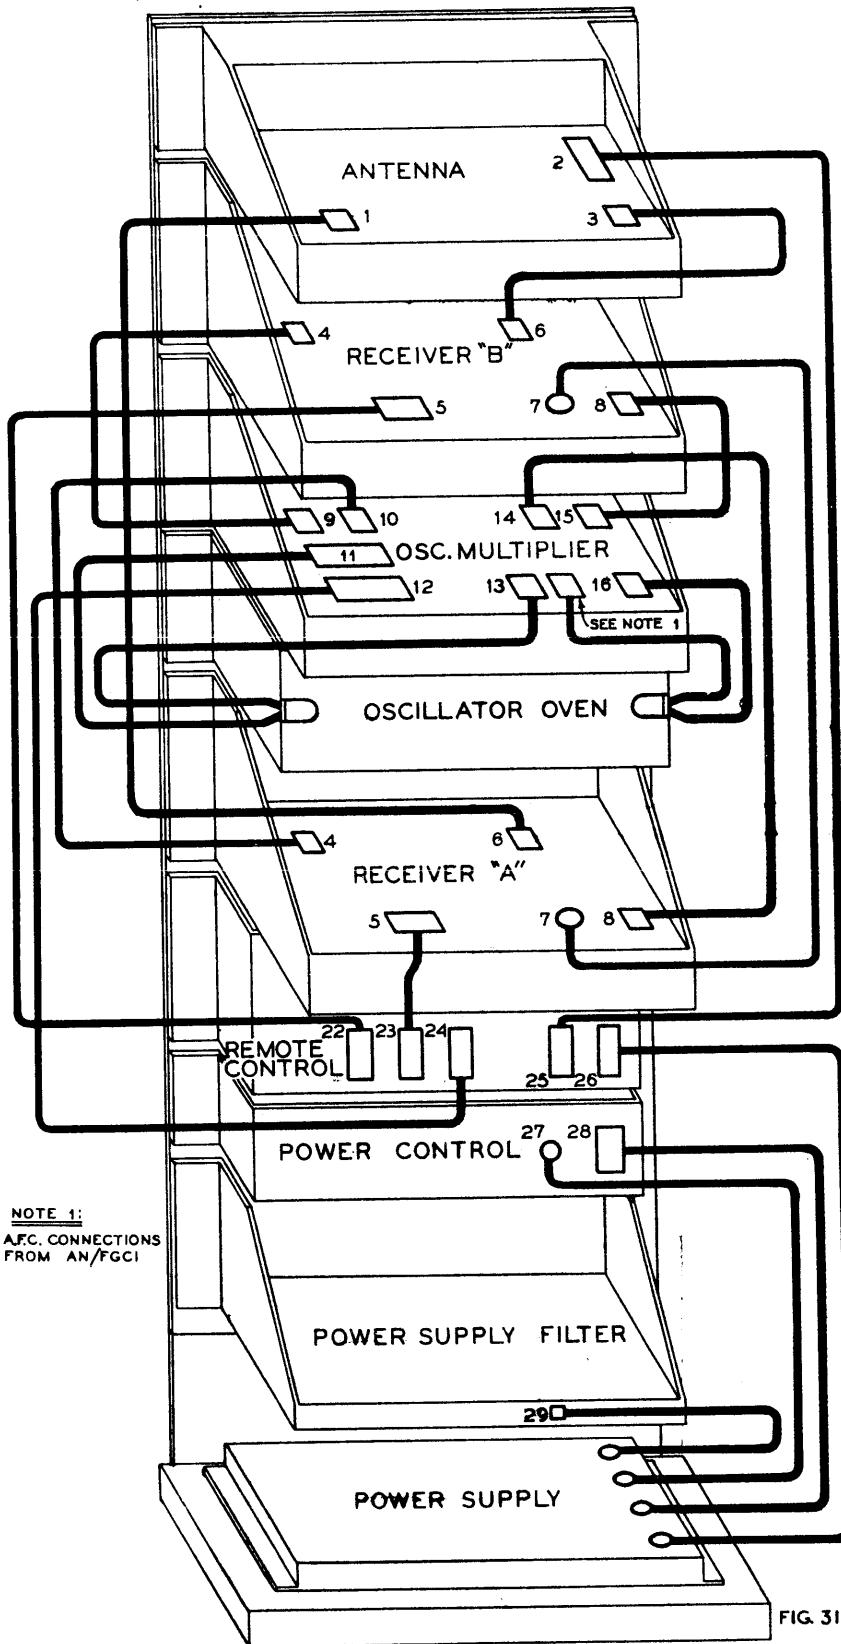 ANTENNA
2
1
3
4
6
RECEIVER "B"
5
7
8
9
10
14
15
11
OSC. MULTIPLIER
12
13
16
SEE NOTE 1
OSCILLATOR OVEN
4
6
RECEIVER "A"
5
7
8
22
23
24
REMOTE
CONTROL
25
26
POWER CONTROL
27
28
NOTE 1:
A.F.C. CONNECTIONS
FROM AN/FGC1
POWER SUPPLY FILTER
29
POWER SUPPLY
FIG. 31